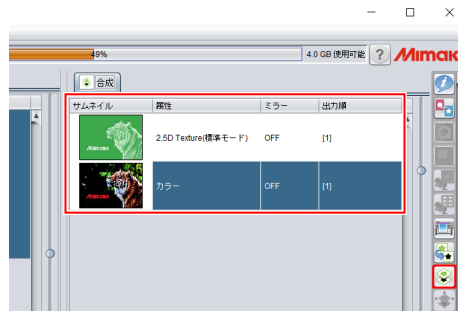 49%
4.0 GB 使用可能
?
Mimak
合成
サムネイル 属性 ミラー 出力順
2.5D Texture(標準モード) OFF [1]
カラー OFF [1]